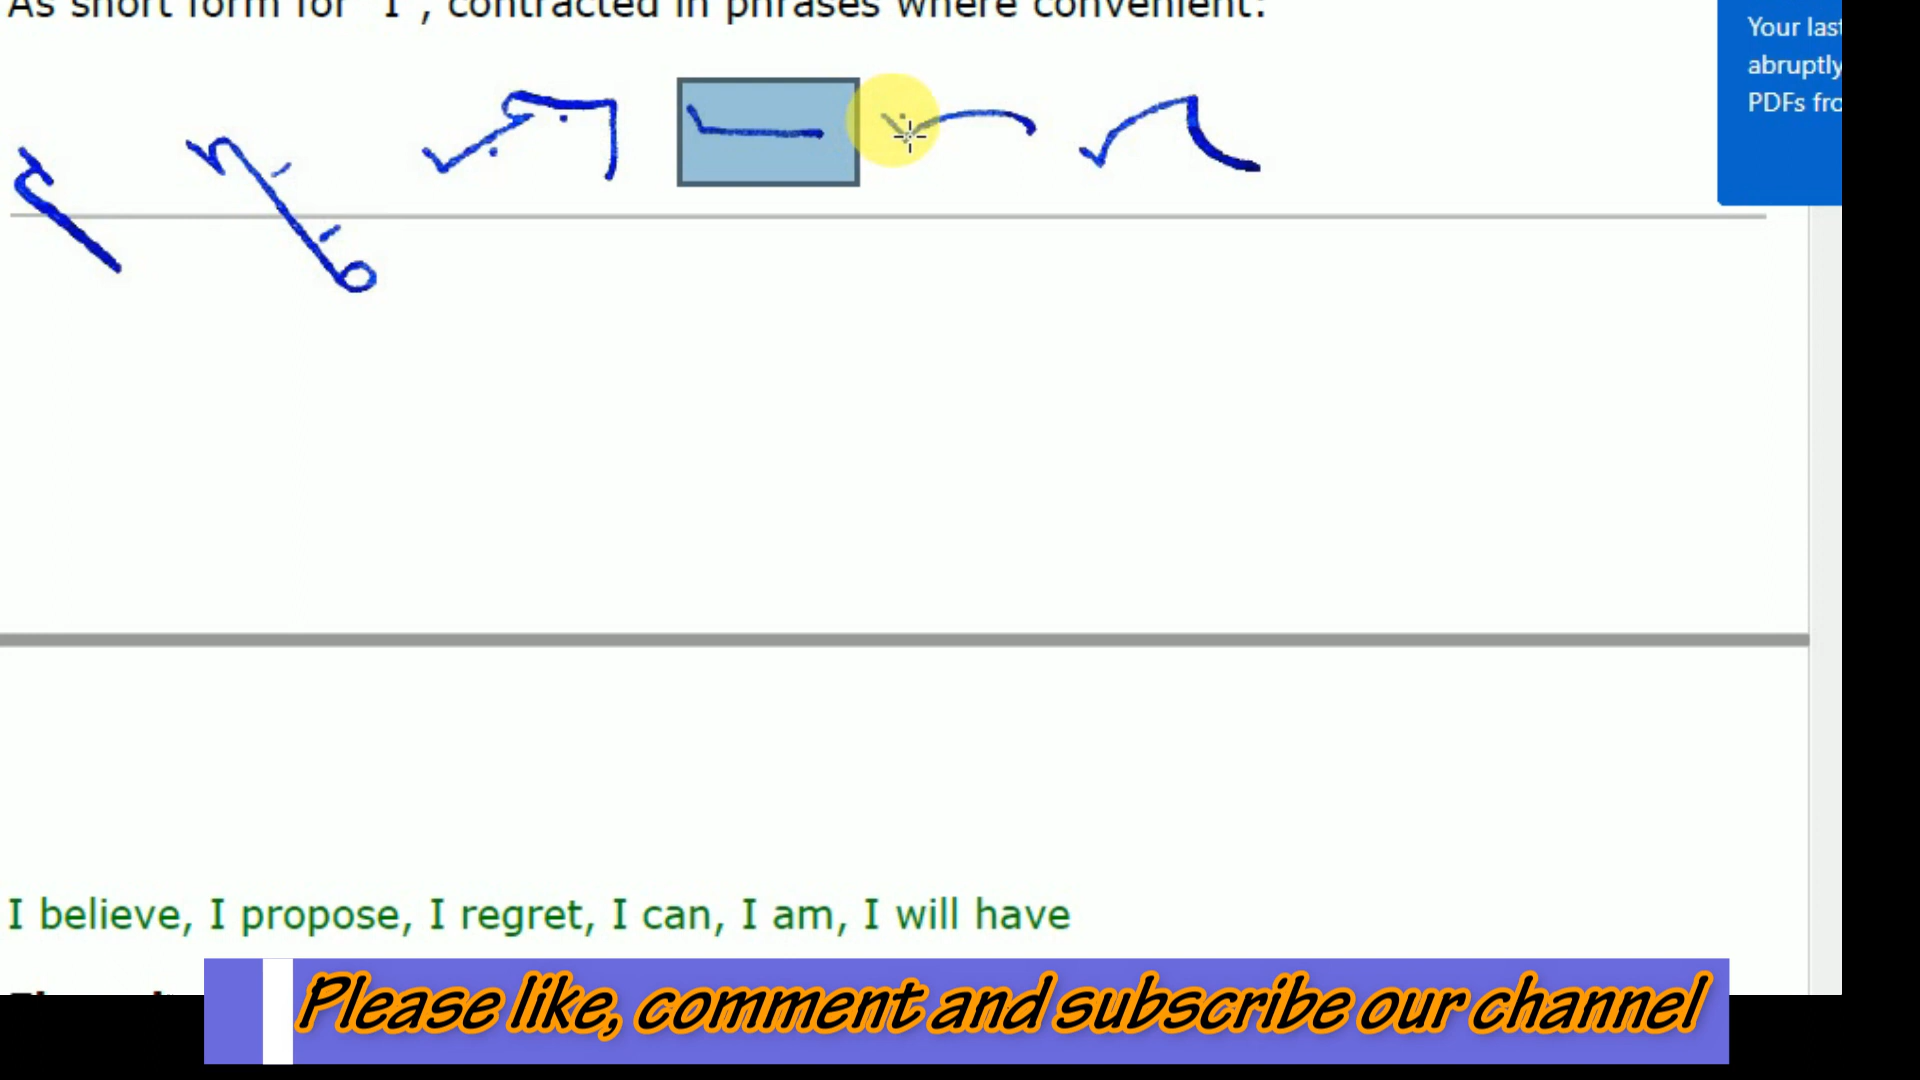 As short form for "I", contracted in phrases where convenient:
Your last
abruptly
PDFs fro
I believe, I propose, I regret, I can, I am, I will have
Please like, comment and subscribe our channel